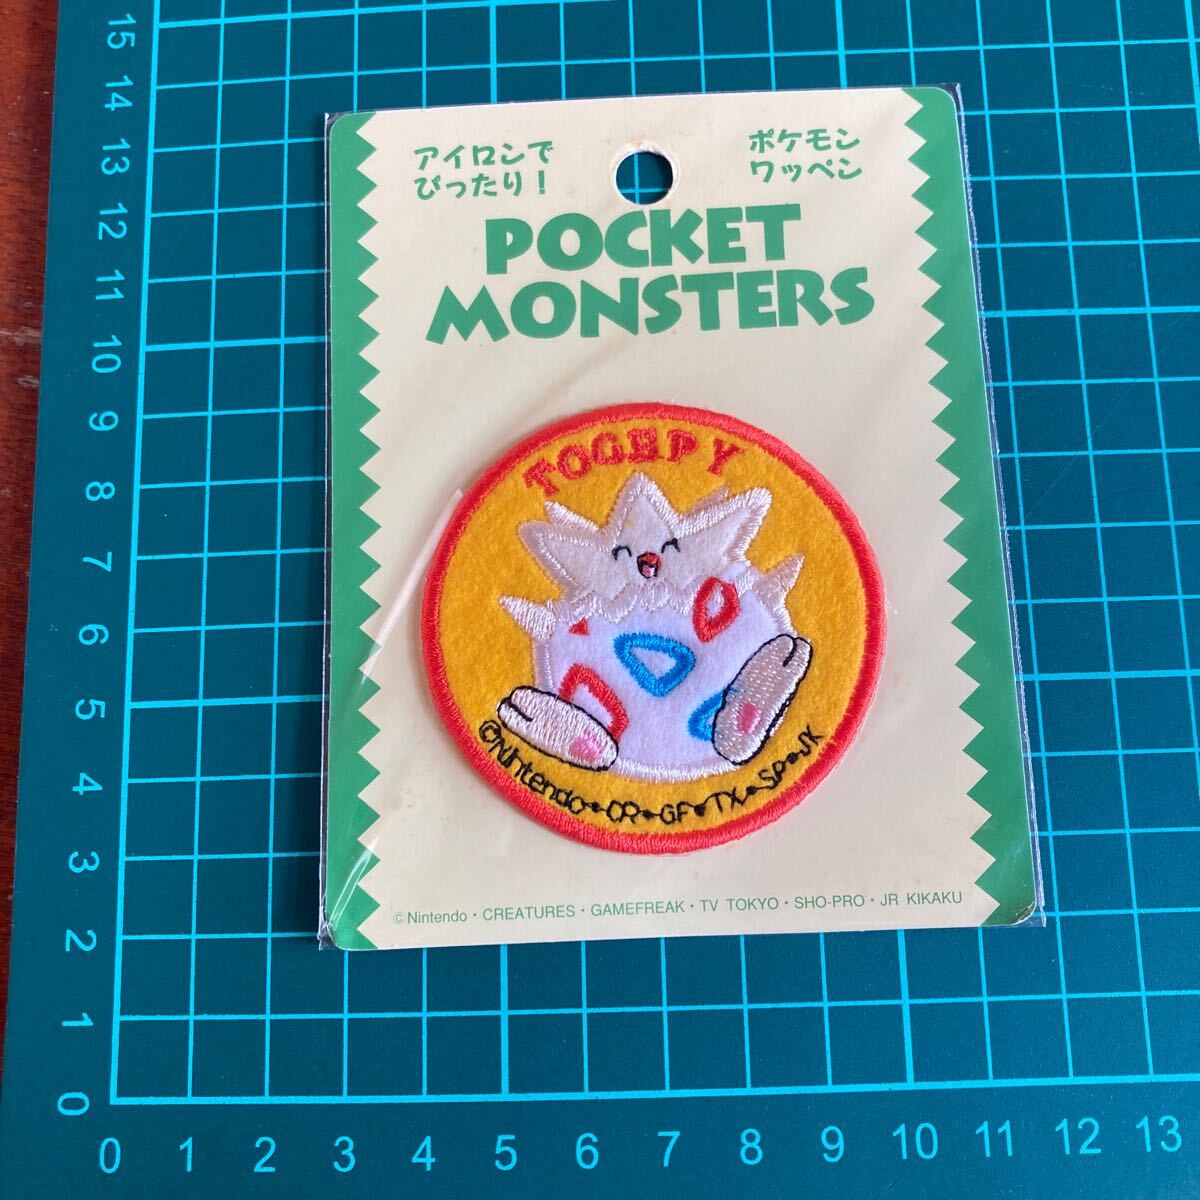 アイロンで
ぴったり!
ポケモン
ワッペン
POCKET
MONSTERS
TOGEPY
©Nintendo•CR•GF•TX•SP•JK
©Nintendo・CREATURES・GAMEFREAK・TV TOKYO・SHO-PRO・JR KIKAKU
15
14
13
12
11
10
9
8
7
6
5
4
3
2
1
0
0 1 2 3 4 5 6 7 8 9 10 11 12 13